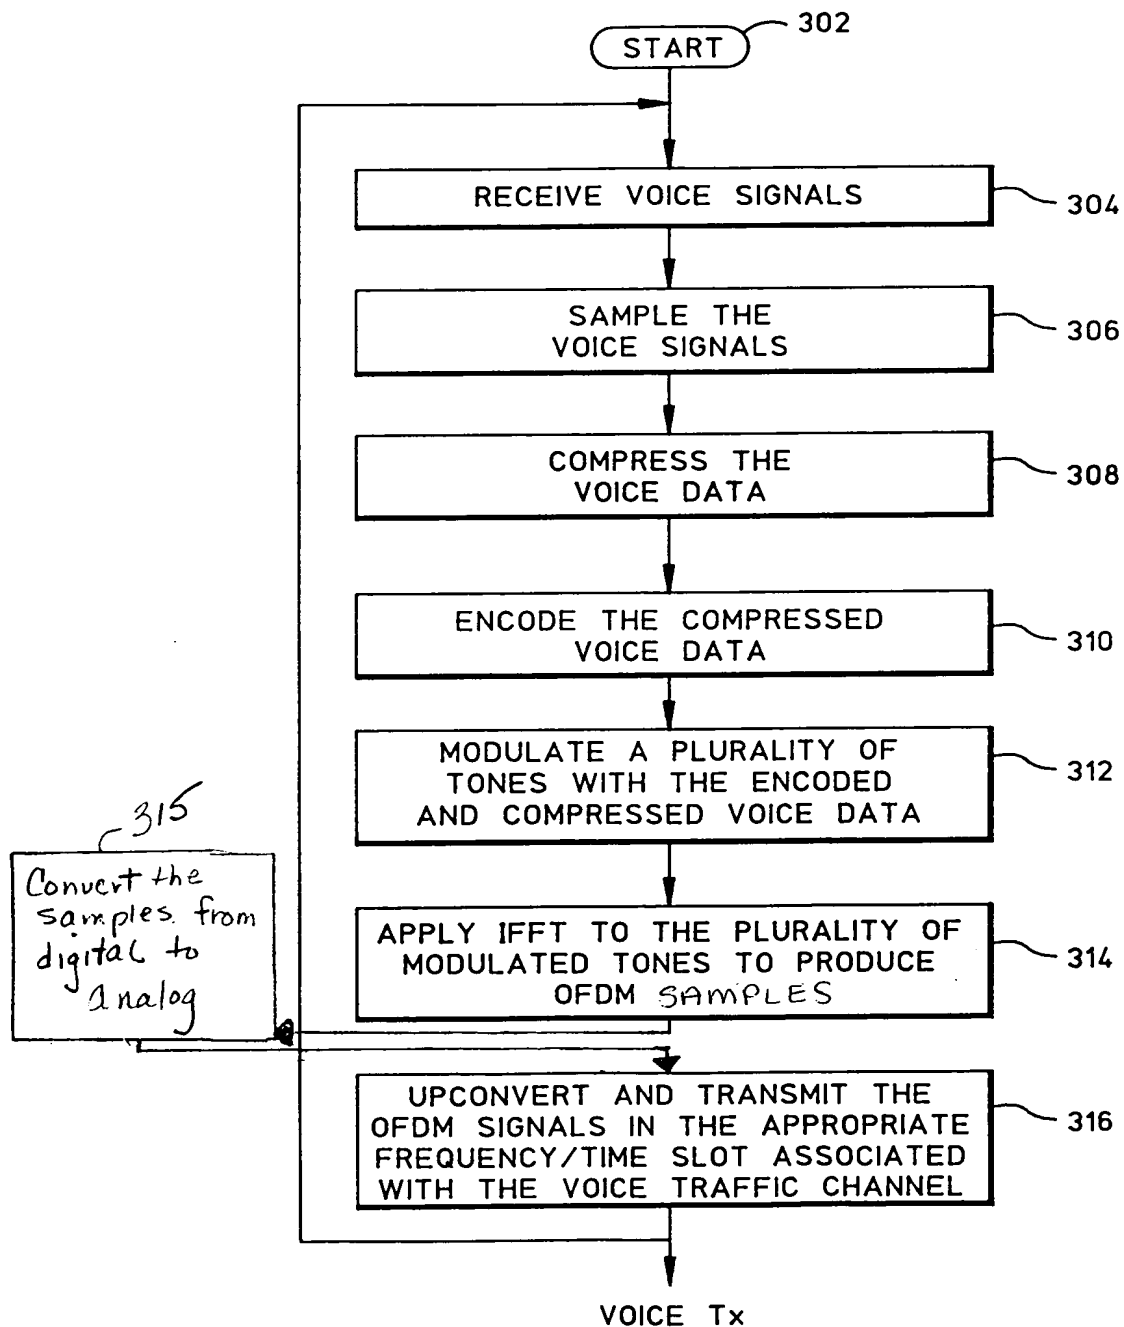 302
START
RECEIVE VOICE SIGNALS
304
SAMPLE THE
VOICE SIGNALS
306
COMPRESS THE
VOICE DATA
308
ENCODE THE COMPRESSED
VOICE DATA
310
MODULATE A PLURALITY OF
TONES WITH THE ENCODED
AND COMPRESSED VOICE DATA
312
APPLY IFFT TO THE PLURALITY OF
MODULATED TONES TO PRODUCE
OFDM SAMPLES
314
315
Convert the
samples from
digital to
analog
UPCONVERT AND TRANSMIT THE
OFDM SIGNALS IN THE APPROPRIATE
FREQUENCY/TIME SLOT ASSOCIATED
WITH THE VOICE TRAFFIC CHANNEL
316
VOICE Tx